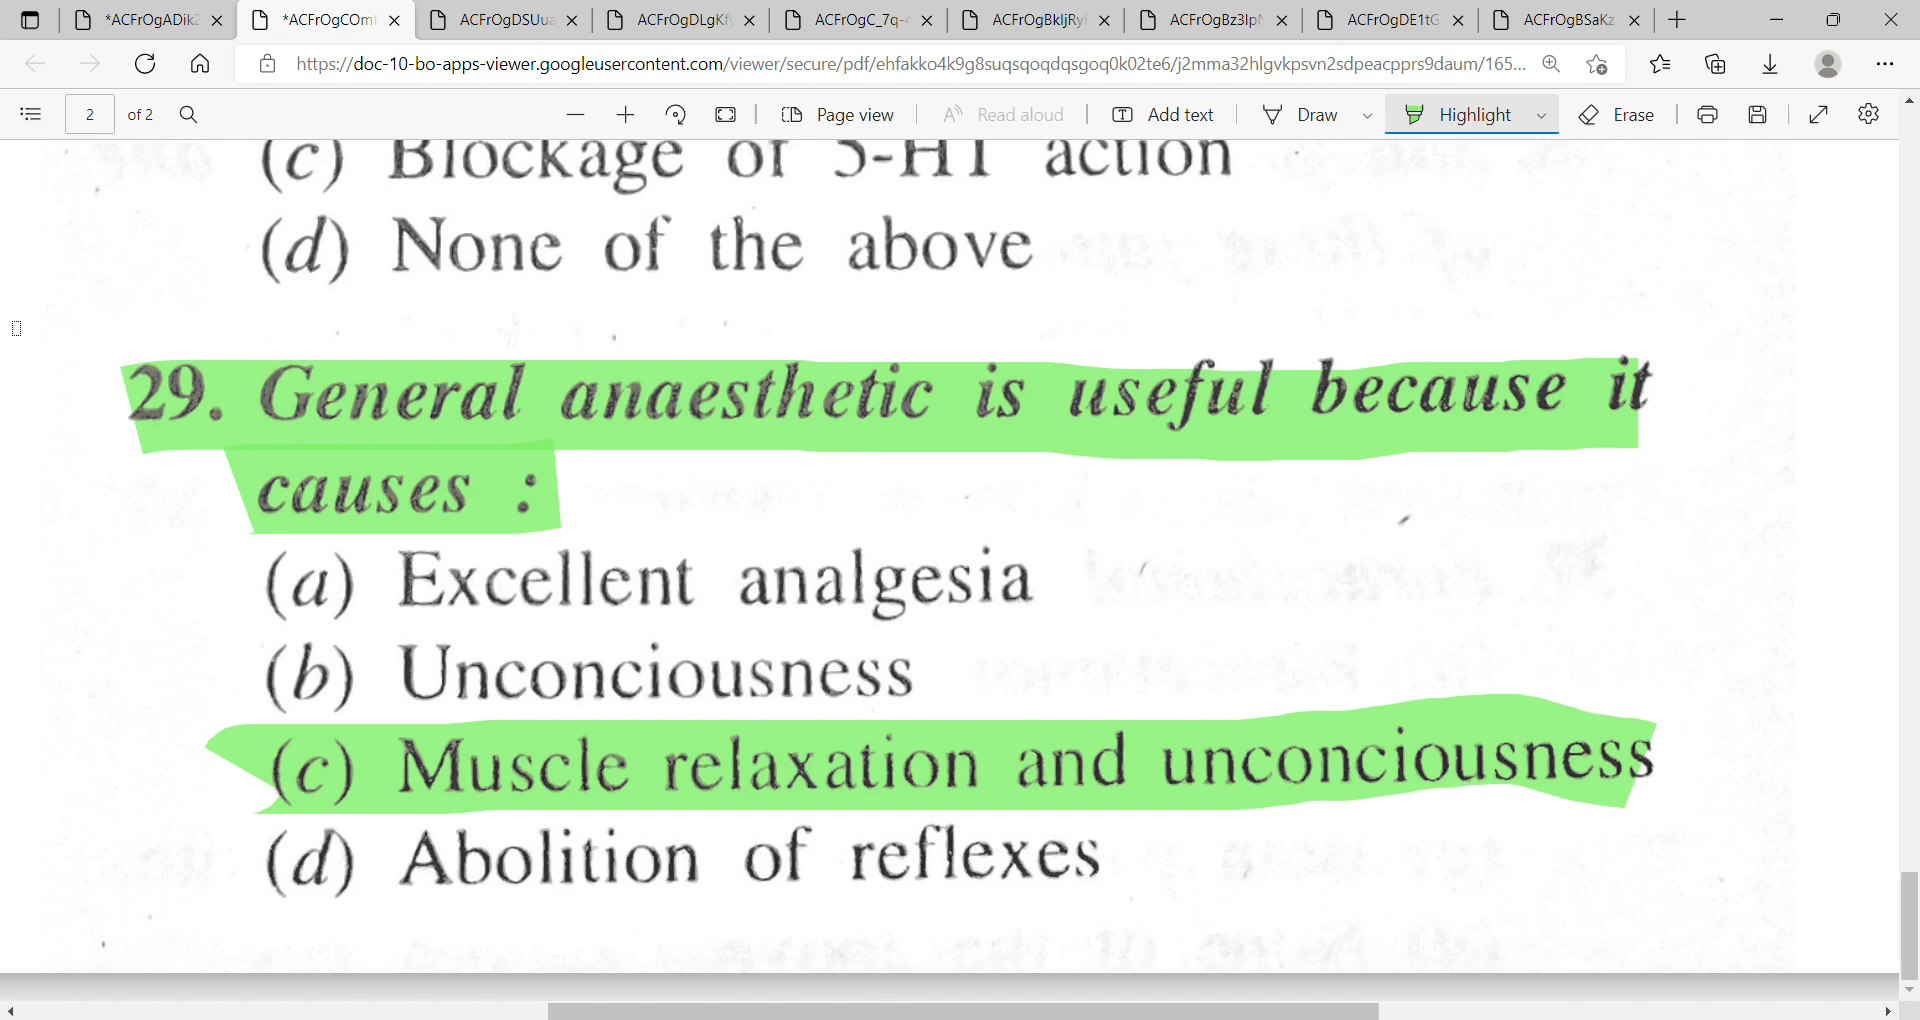 *ACFrOgADik2
*ACFrOgCOm
ACFrOgDSUua
ACFrOgDLgKf
ACFrOgC_7q-
ACFrOgBkljRy
ACFrOgBz3lp
ACFrOgDE1tG
ACFrOgBSaKz
https://doc-10-bo-apps-viewer.googleusercontent.com/viewer/secure/pdf/ehfakko4k9g8suqsqoqdqsgoq0k02te6/j2mma32hlgvkpsvn2sdpeacpprs9daum/165...
2 of 2 Page view Read aloud Add text Draw Highlight Erase
(c) Blockage of 5-HT action
(d) None of the above
29. General anaesthetic is useful because it
causes :
(a) Excellent analgesia
(b) Unconciousness
(c) Muscle relaxation and unconciousness
(d) Abolition of reflexes